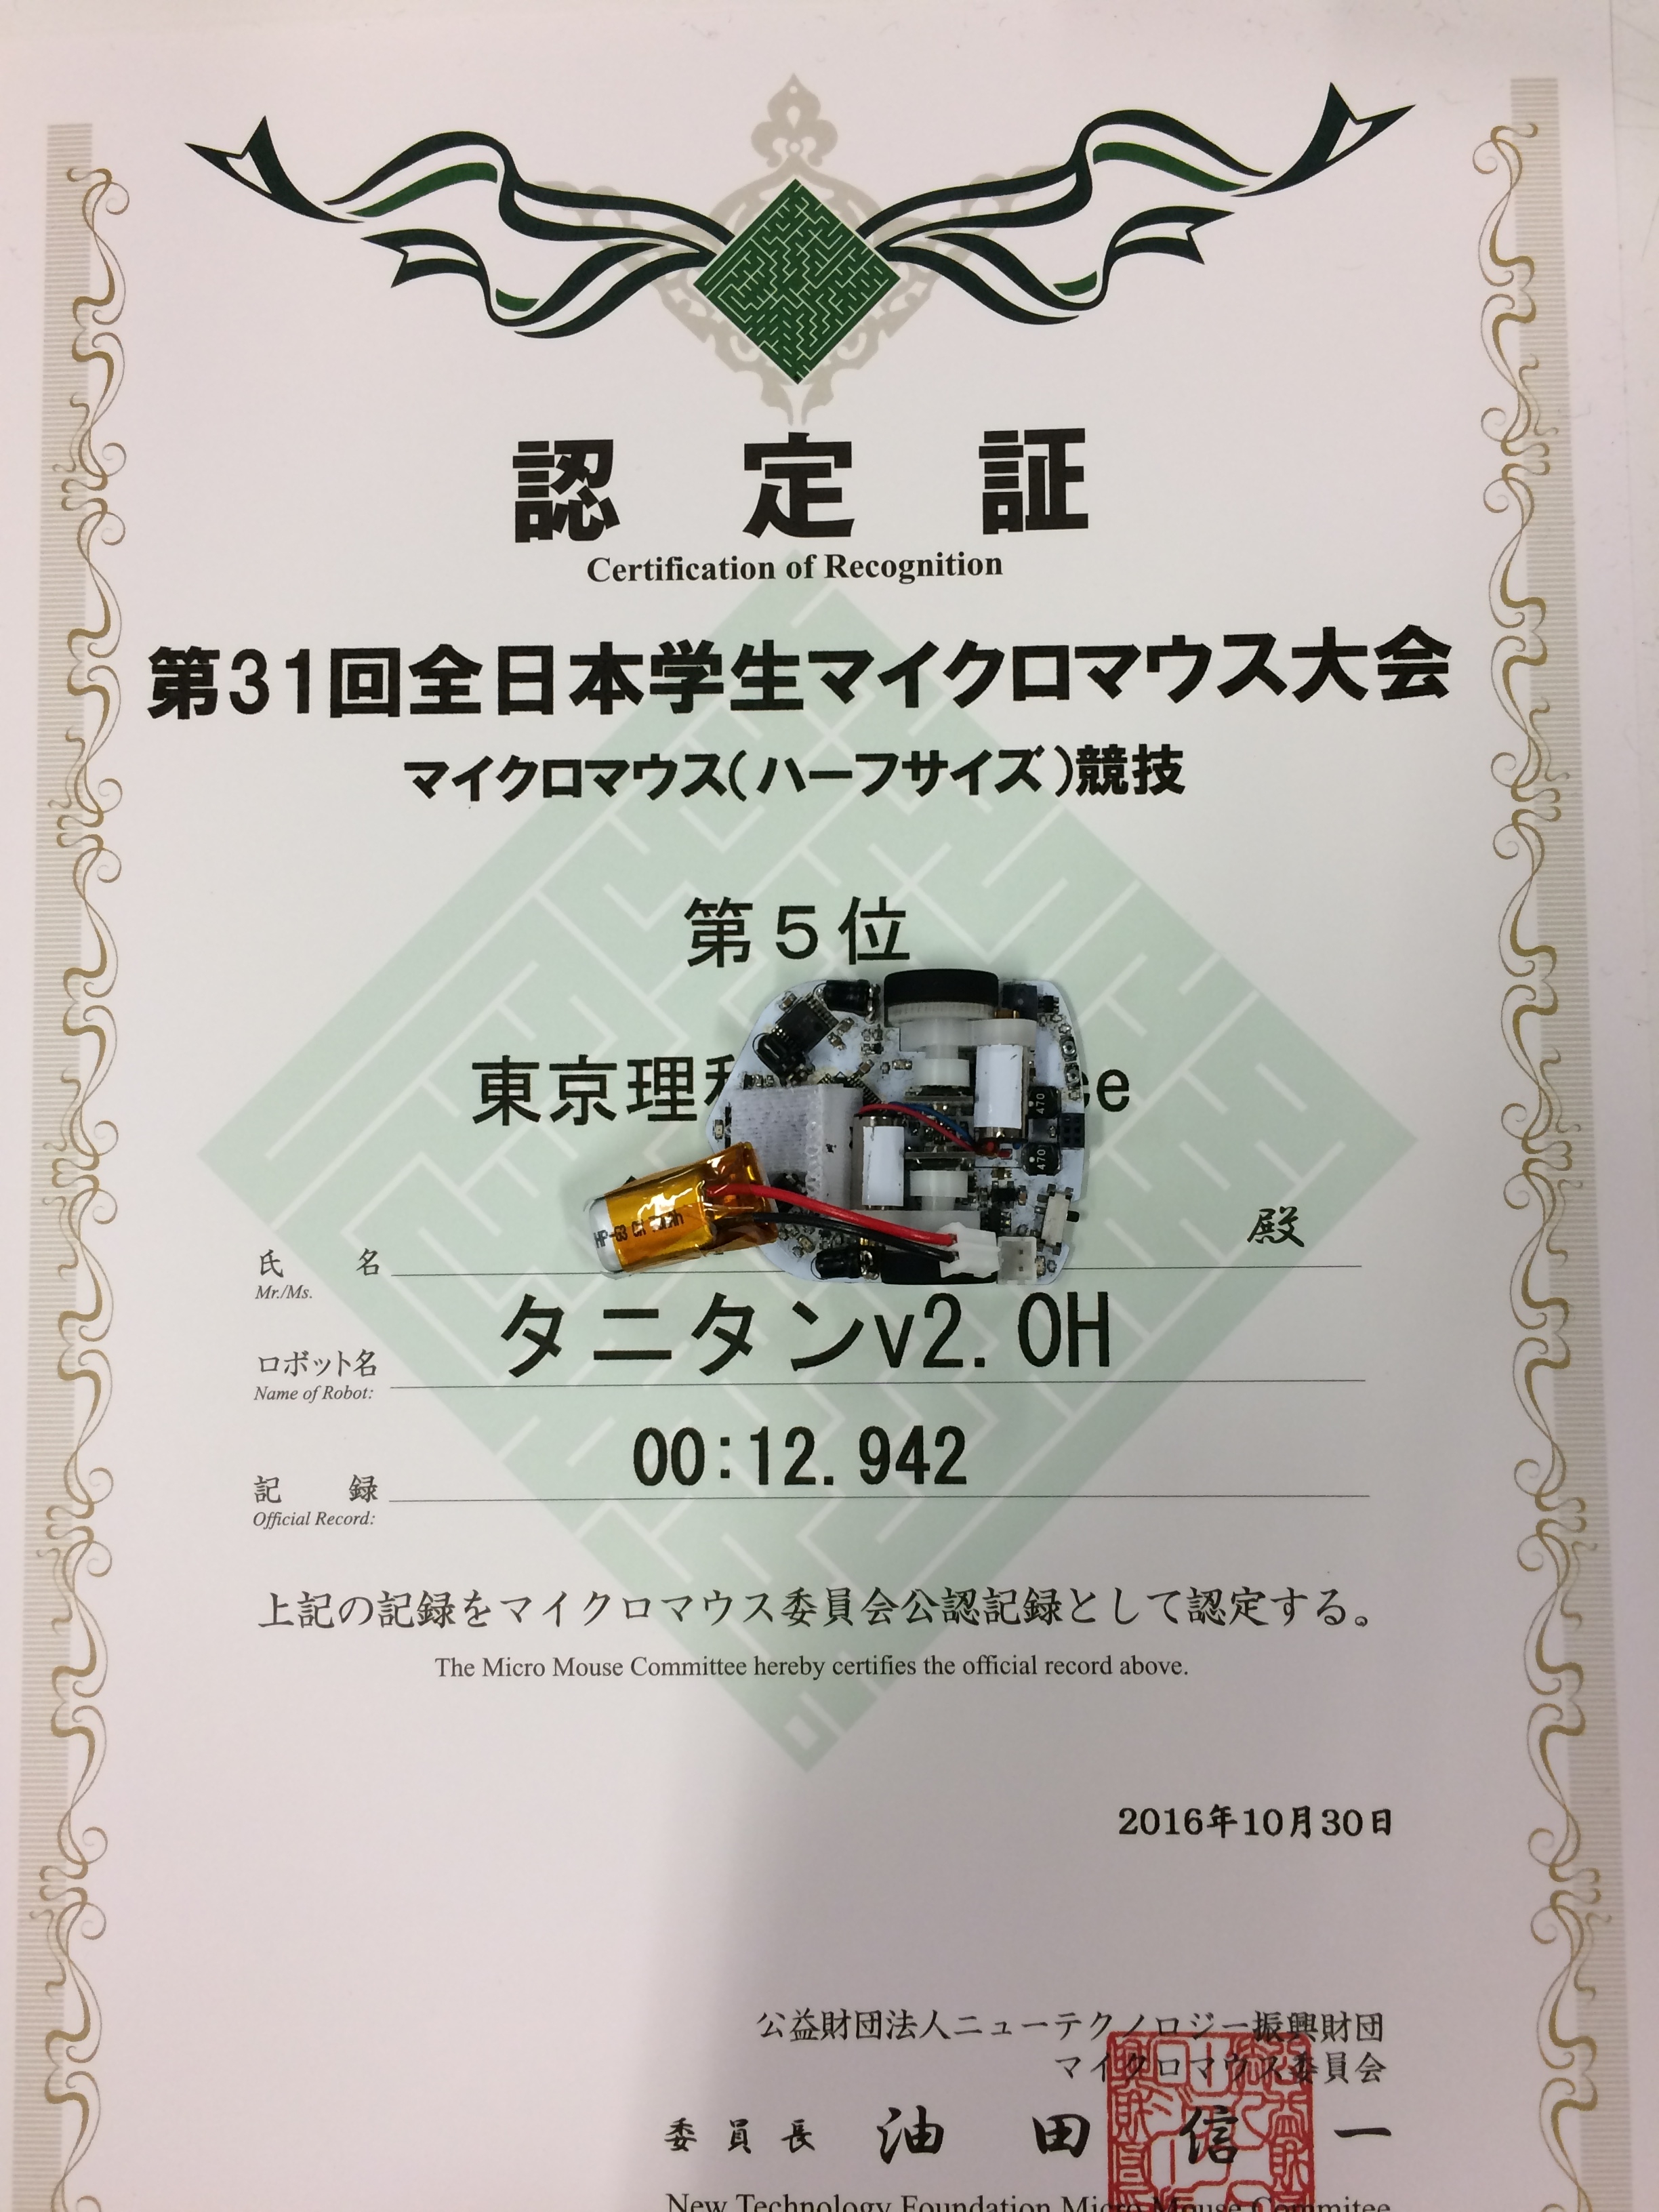 認定証
Certification of Recognition
第31回全日本学生マイクロマウス大会
マイクロマウス(ハーフサイズ)競技
第5位
東京理
470
470
殿
氏名
Mr./Ms.
タニタンv2.0H
ロボット名
Name of Robot:
00:12.942
記録
Official Record:
上記の記録をマイクロマウス委員会公認記録として認定する。
The Micro Mouse Committee hereby certifies the official record above.
2016年10月30日
公益財団法人ニューテクノロジー振興財団
マイクロマウス委員会
委員長 油田信一
New Technology Foundation Micro Mouse Committee